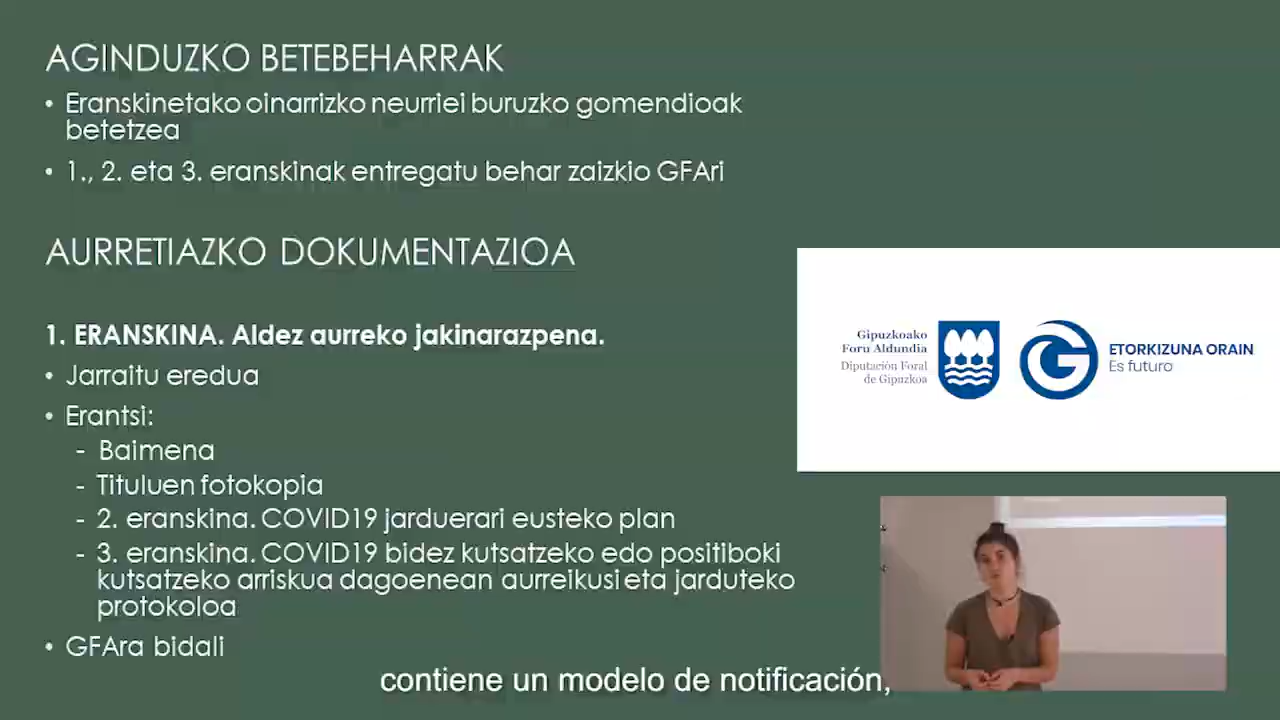 AGINDUZKO BETEBEHARRAK
• Eranskinetako oinarrizko neurriei buruzko gomendioak
betetzea
• 1., 2. eta 3. eranskinak entregatu behar zaizkio GFAri
AURRETIAZKO DOKUMENTAZIOA
1. ERANSKINA. Aldez aurreko jakinarazpena.
• Jarraitu eredua
• Erantsi:
- Baimena
- Tituluen fotokopia
- 2. eranskina. COVID19 jarduerari eusteko plan
- 3. eranskina. COVID19 bidez kutsatzeko edo positiboki
kutsatzeko arriskua dagoenean aurreikusi eta jarduteko
protokoloa
• GFAra bidali
Gipuzkoako
Foru Aldundia
Diputación Foral
de Gipuzkoa
ETORKIZUNA ORAIN
Es futuro
contiene un modelo de notificación,